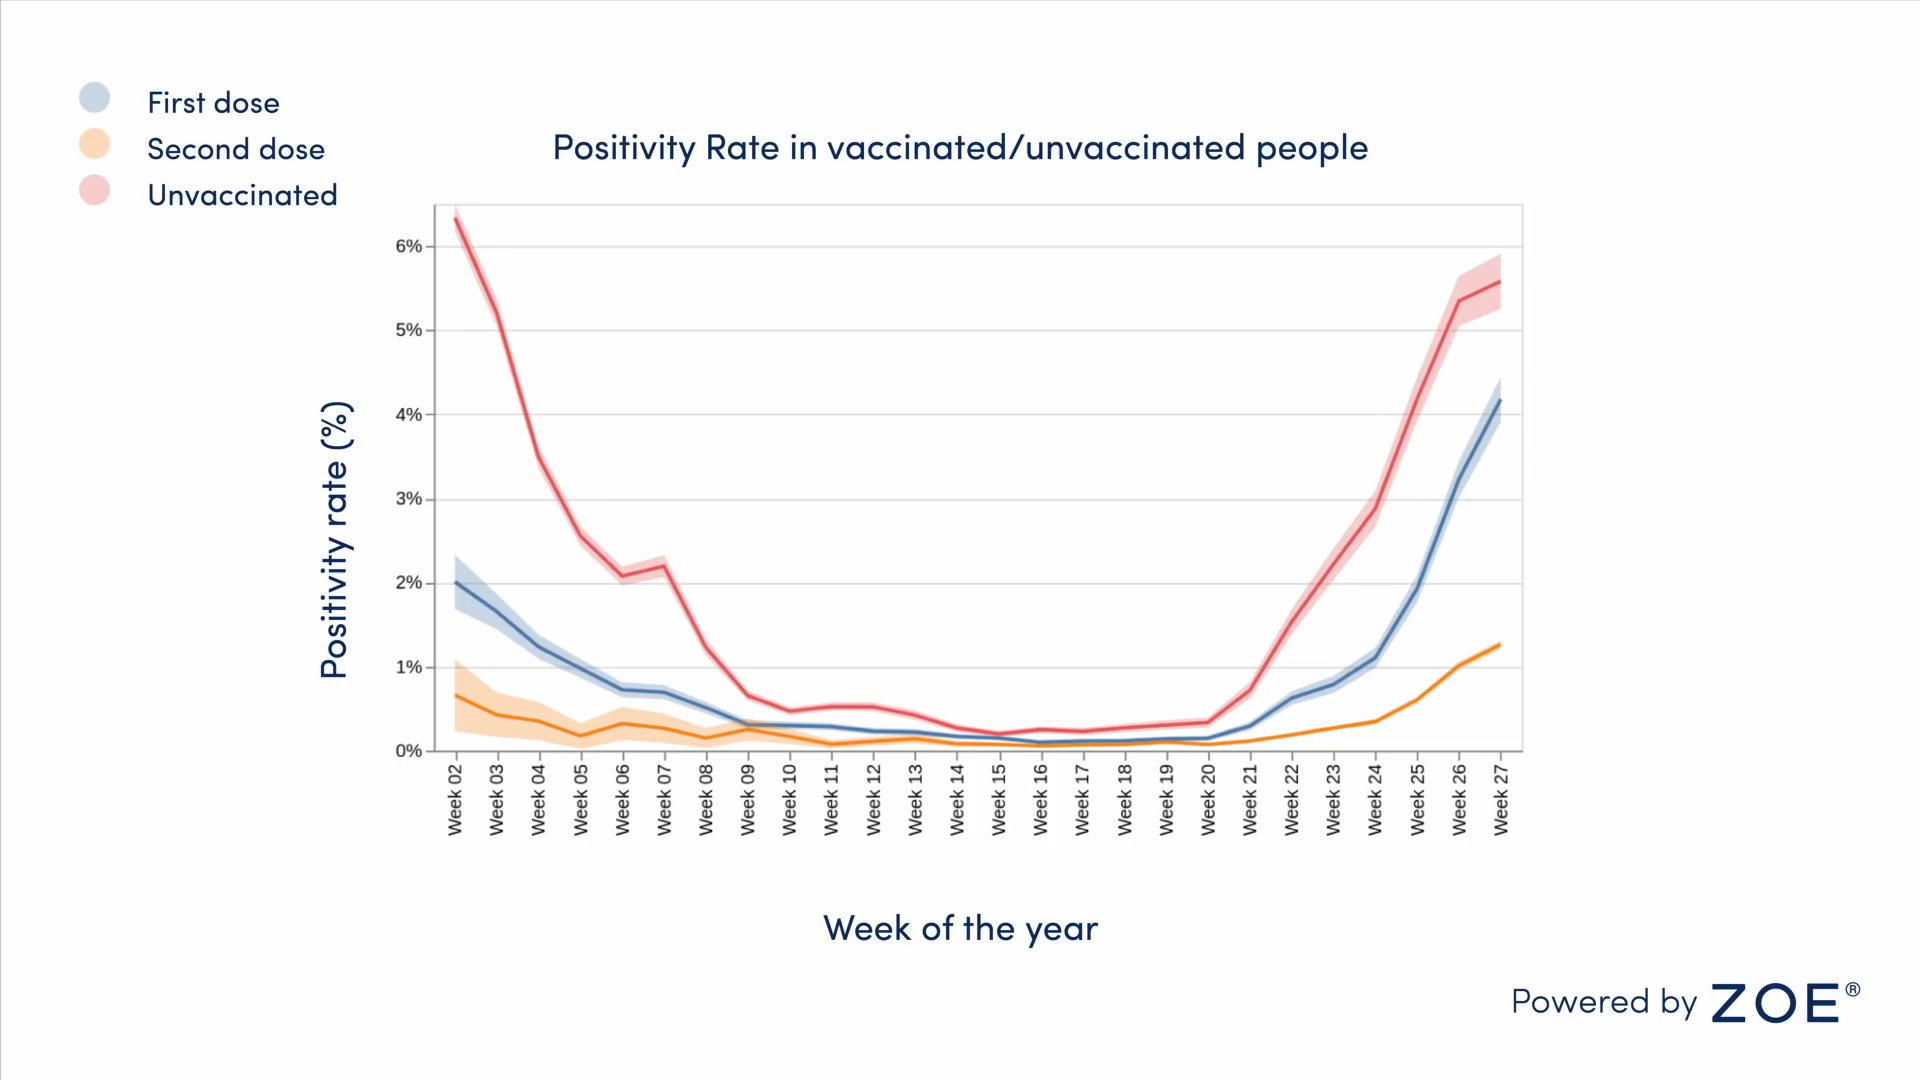 First dose
Second dose
Unvaccinated
Positivity Rate in vaccinated/unvaccinated people
Positivity rate (%)
6%
5%
4%
3%
2%
1%
0%
Week 02
Week 03
Week 04
Week 05
Week 06
Week 07
Week 08
Week 09
Week 10
Week 11
Week 12
Week 13
Week 14
Week 15
Week 16
Week 17
Week 18
Week 19
Week 20
Week 21
Week 22
Week 23
Week 24
Week 25
Week 26
Week 27
Week of the year
Powered by ZOE®